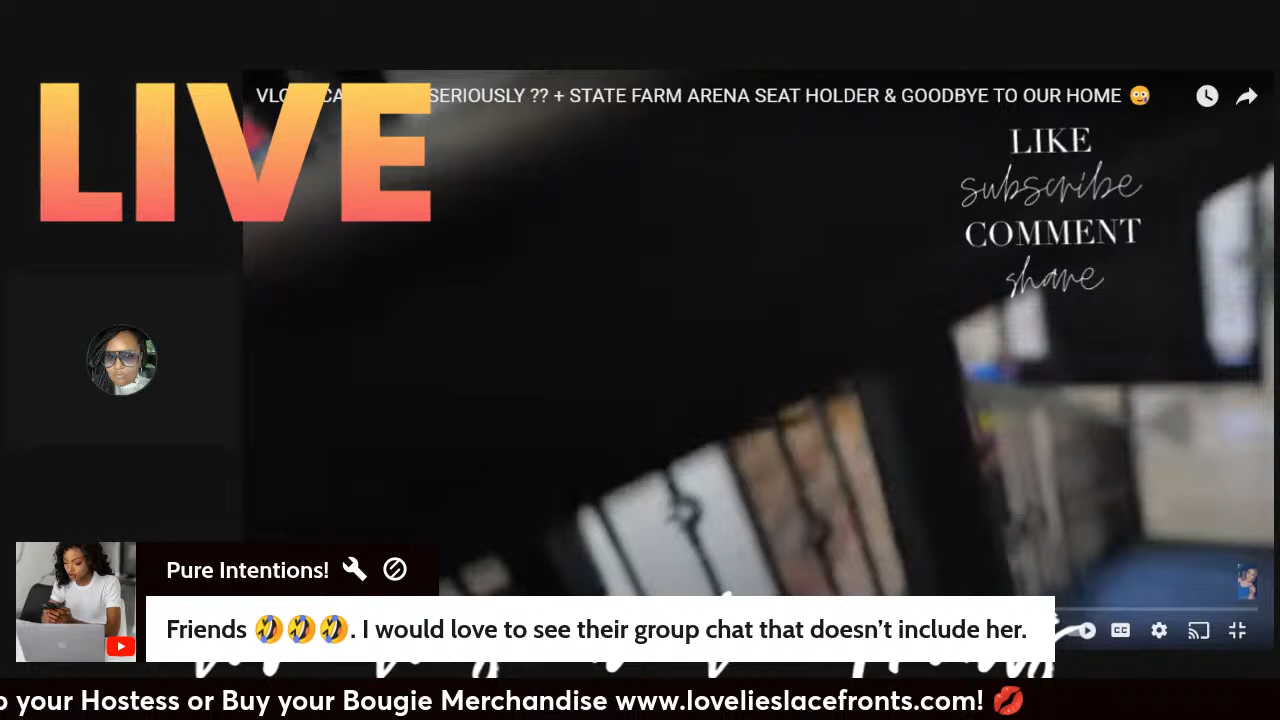 LIVE
SERIOUSLY ?? + STATE FARM ARENA SEAT HOLDER & GOODBYE TO OUR HOME 🥹
LIKE
subscribe
COMMENT
share
Pure Intentions!
Friends 🤣🤣🤣. I would love to see their group chat that doesn’t include her.
CC
your Hostess or Buy your Bougie Merchandise www.lovelieslacefronts.com! 💋